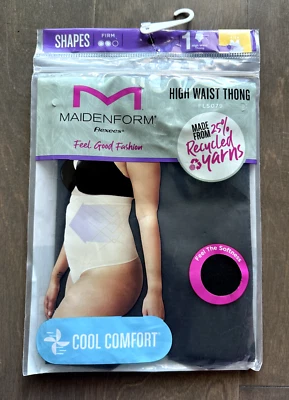 SHAPES
FIRM
1
M
MAIDENFORM®
flexees®
Feel Good Fashion
HIGH WAIST THONG
MADE
FROM 25%
Recycled
yarns
Feel The Softness
COOL COMFORT™